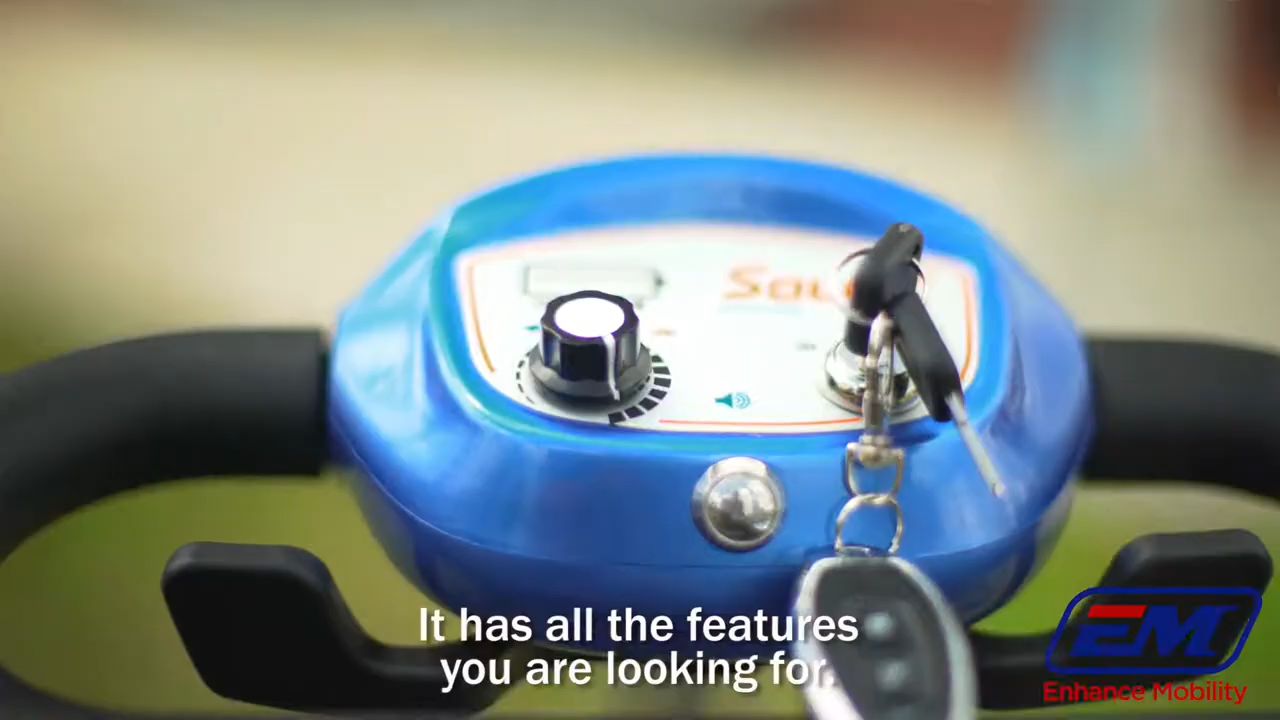 It has all the features
you are looking for.
EM
Enhance Mobility